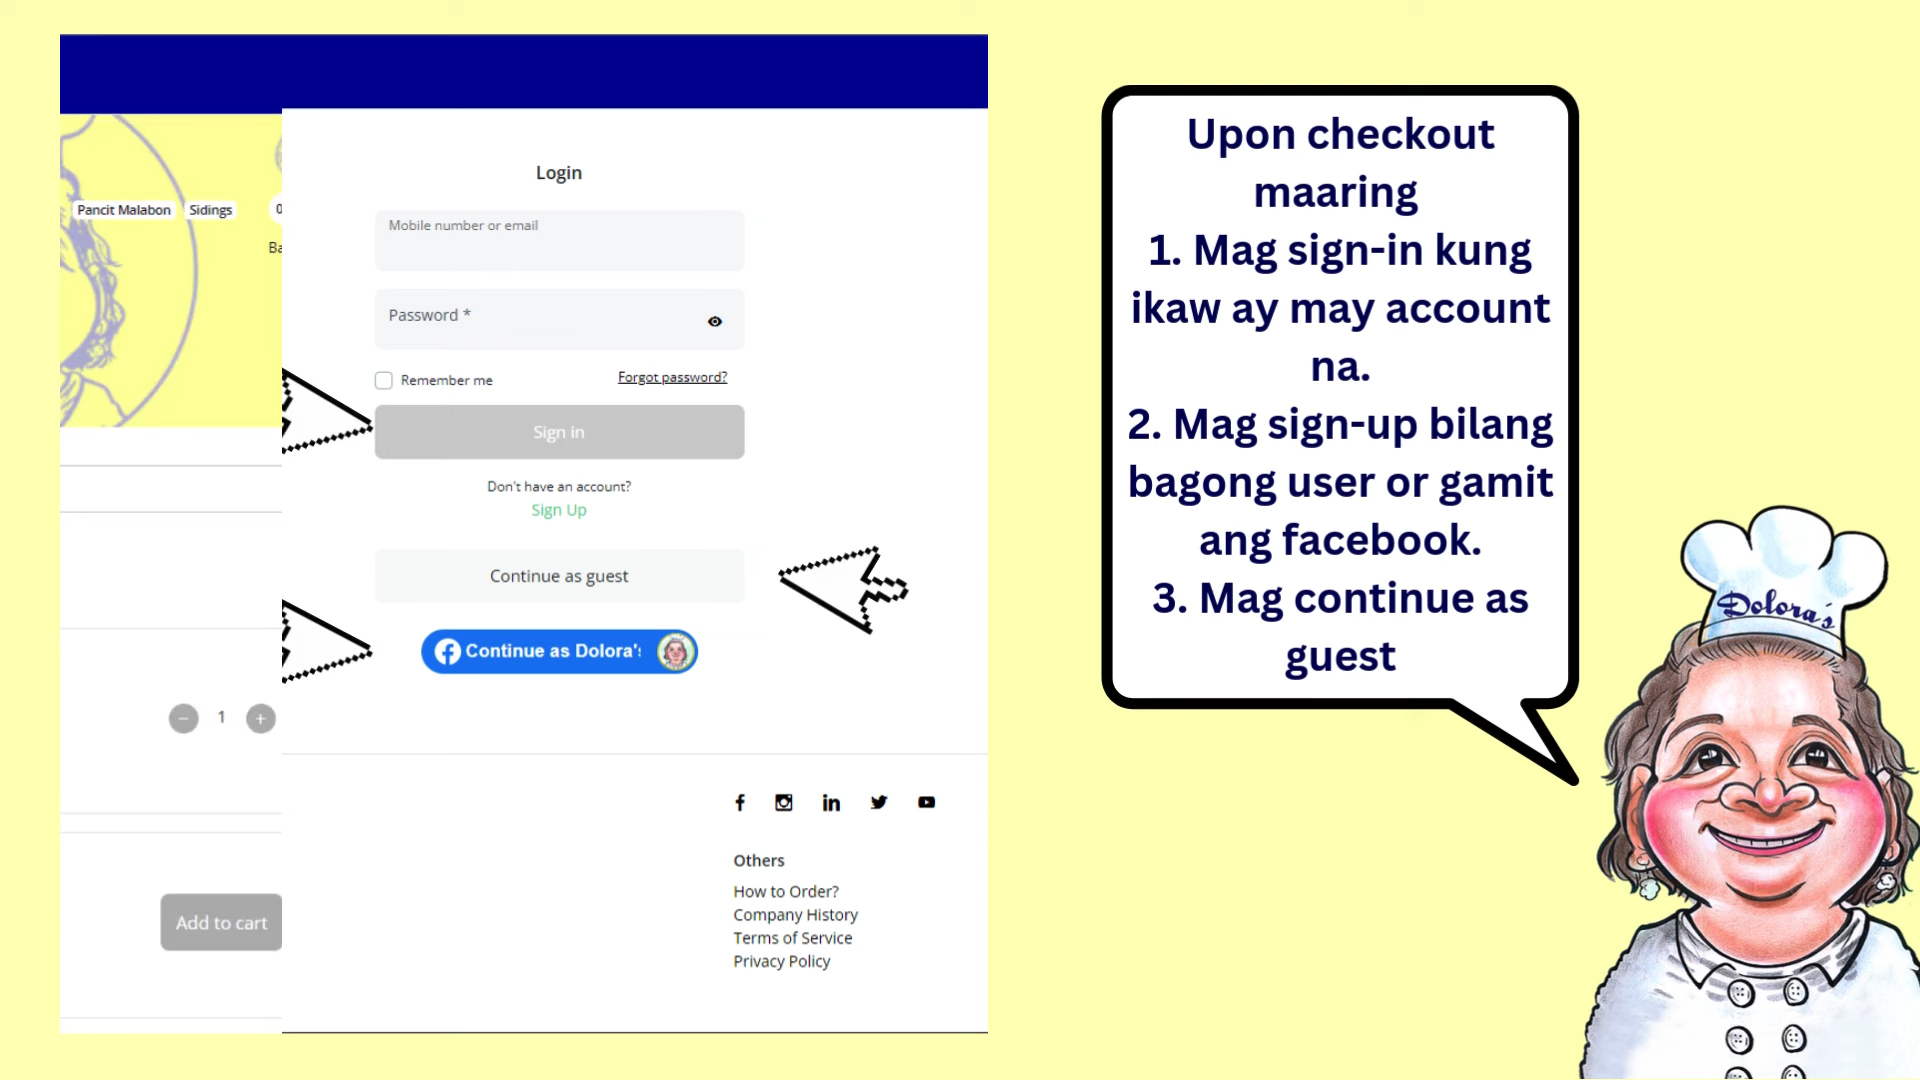 Pancit Malabon
Sidings
Login
Mobile number or email
Password *
Remember me
Forgot password?
Sign in
Don't have an account?
Sign Up
Continue as guest
Continue as Dolora's
1
Add to cart
Others
How to Order?
Company History
Terms of Service
Privacy Policy
Upon checkout
maaring
1. Mag sign-in kung
ikaw ay may account
na.
2. Mag sign-up bilang
bagong user or gamit
ang facebook.
3. Mag continue as
guest
Dolora's